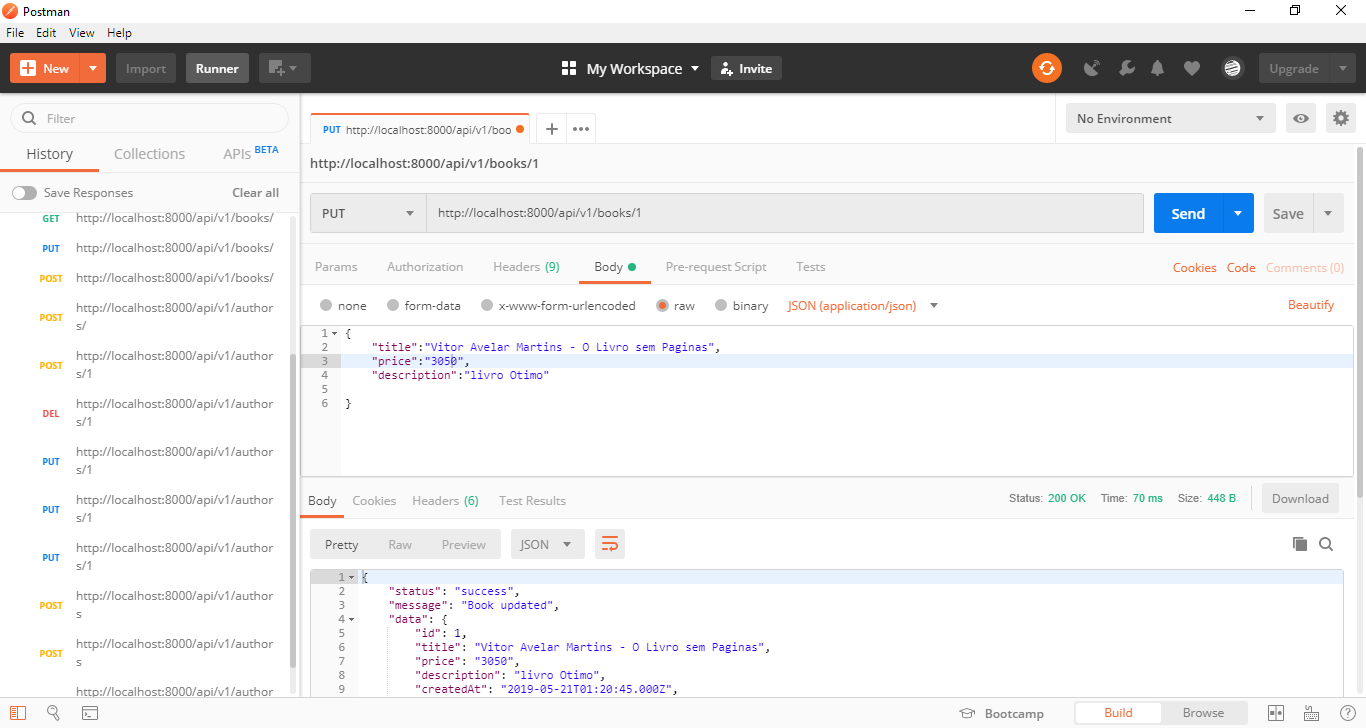 Postman
File Edit View Help
New Import Runner My Workspace Invite Upgrade
Filter
History Collections APIs BETA
Save Responses Clear all
GET http://localhost:8000/api/v1/books/
PUT http://localhost:8000/api/v1/books/
POST http://localhost:8000/api/v1/books/
POST http://localhost:8000/api/v1/author
s/
POST http://localhost:8000/api/v1/author
s/1
DEL http://localhost:8000/api/v1/author
s/1
PUT http://localhost:8000/api/v1/author
s/1
PUT http://localhost:8000/api/v1/author
s/1
PUT http://localhost:8000/api/v1/author
s/1
POST http://localhost:8000/api/v1/author
s
POST http://localhost:8000/api/v1/author
s
http://localhost:8000/api/v1/author
PUT http://localhost:8000/api/v1/boo
No Environment
http://localhost:8000/api/v1/books/1
PUT http://localhost:8000/api/v1/books/1 Send Save
Params Authorization Headers (9) Body Pre-request Script Tests Cookies Code Comments (0)
none form-data x-www-form-urlencoded raw binary JSON (application/json) Beautify
1 {
2 "title":"Vitor Avelar Martins - O Livro sem Paginas",
3 "price":"3050",
4 "description":"livro Otimo"
5
6 }
Body Cookies Headers (6) Test Results Status: 200 OK Time: 70 ms Size: 448 B Download
Pretty Raw Preview JSON
1 {
2 "status": "success",
3 "message": "Book updated",
4 "data": {
5 "id": 1,
6 "title": "Vitor Avelar Martins - O Livro sem Paginas",
7 "price": "3050",
8 "description": "livro Otimo",
9 "createdAt": "2019-05-21T01:20:45.000Z",
Bootcamp Build Browse